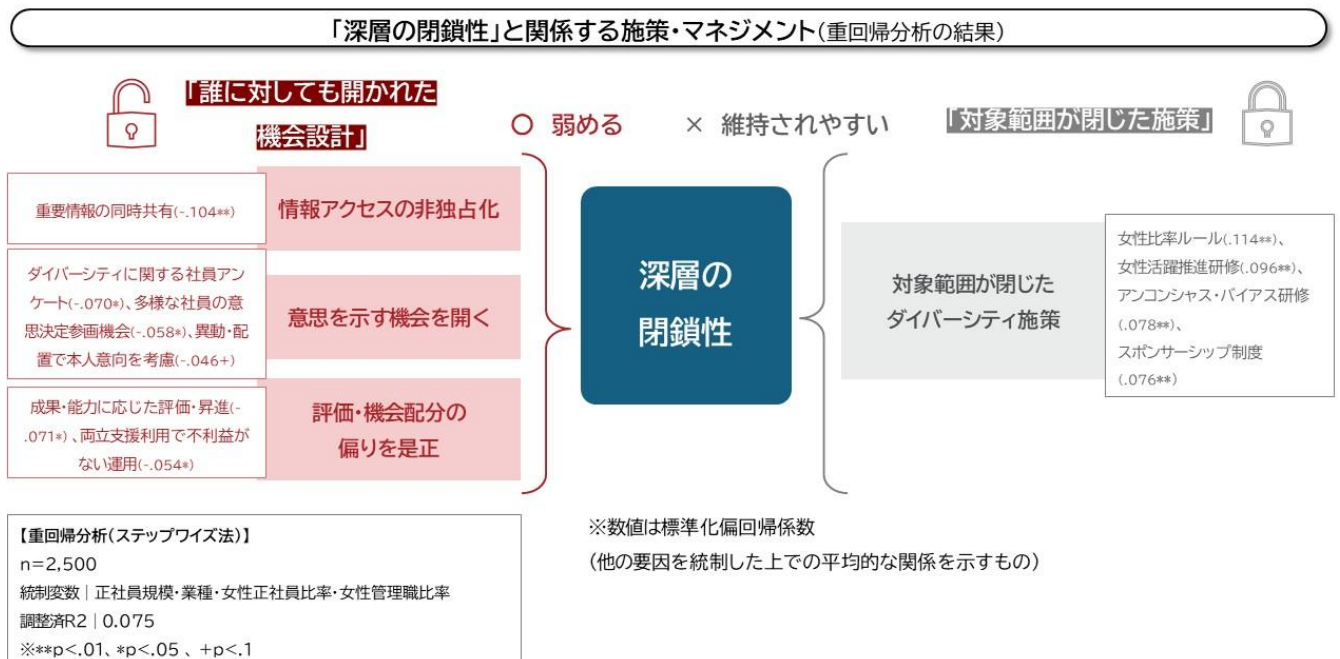 「深層の閉鎖性」と関係する施策・マネジメント(重回帰分析の結果)
「誰に対しても開かれた
機会設計」
○ 弱める
× 維持されやすい
「対象範囲が閉じた施策」
重要情報の同時共有(-.104**)
情報アクセスの非独占化
ダイバーシティに関する社員アン
ケート(-.070*)、多様な社員の意
思決定参画機会(-.058*)、異動・配
置で本人意向を考慮(-.046+)
意思を示す機会を開く
成果・能力に応じた評価・昇進(-
.071*)、両立支援利用で不利益が
ない運用(-.054*)
評価・機会配分の
偏りを是正
深層の
閉鎖性
対象範囲が閉じた
ダイバーシティ施策
女性比率ルール(.114**)、
女性活躍推進研修(.096**)、
アンコンシャス・バイアス研修
(.078**)、
スポンサーシップ制度
(.076**)
【重回帰分析(ステップワイズ法)】
n=2,500
統制変数|正社員規模・業種・女性正社員比率・女性管理職比率
調整済R2|0.075
※**p<.01、*p<.05 、+p<.1
※数値は標準化偏回帰係数
(他の要因を統制した上での平均的な関係を示すもの)